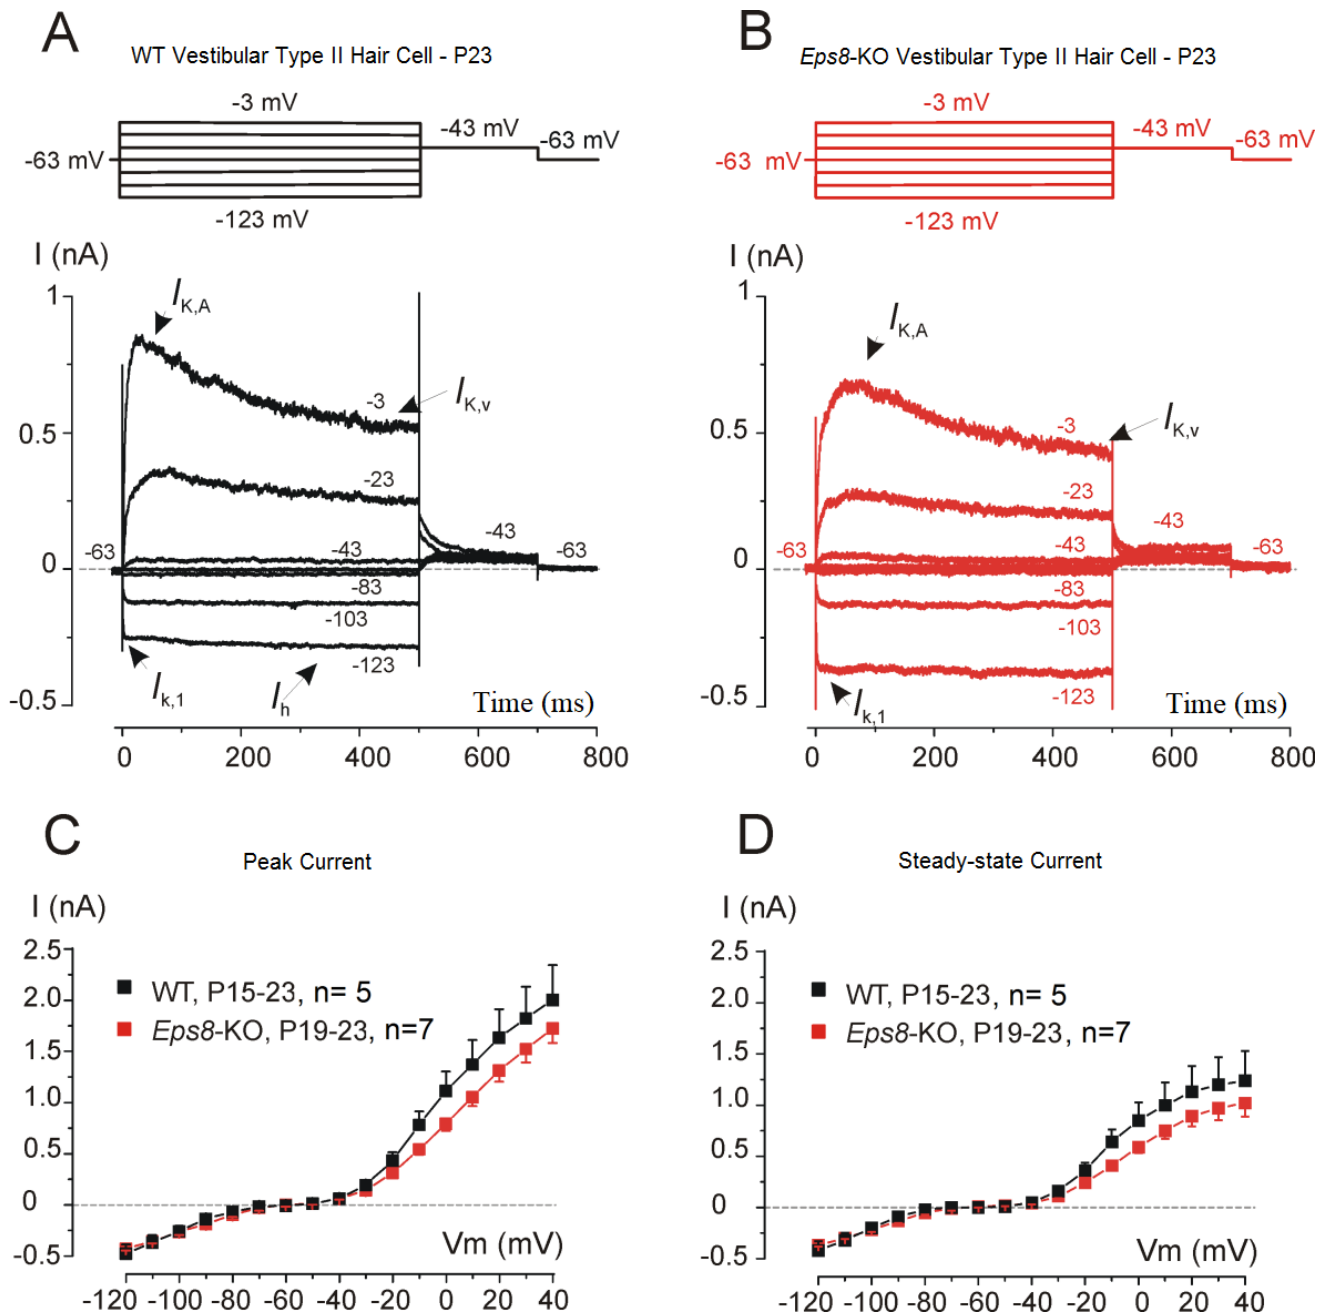 A
WT Vestibular Type II Hair Cell - P23
-3 mV
-43 mV
-63 mV
-63 mV
-123 mV
I (nA)
1
0.5
0
-0.5
IK,A
IK,v
-3
-23
-63
-43
-43
-63
-83
-103
-123
Ik,1
Ih
Time (ms)
0 200 400 600 800
B
Eps8-KO Vestibular Type II Hair Cell - P23
-3 mV
-43 mV
-63 mV
-63 mV
-123 mV
I (nA)
1
0.5
0
-0.5
IK,A
IK,v
-3
-23
-43
-63
-43
-63
-83
-103
-123
Ik,1
Time (ms)
0 200 400 600 800
C
Peak Current
I (nA)
2.5
2.0
1.5
1.0
0.5
0
-0.5
WT, P15-23, n= 5
Eps8-KO, P19-23, n=7
Vm (mV)
-120 -100 -80 -60 -40 -20 0 20 40
D
Steady-state Current
I (nA)
2.5
2.0
1.5
1.0
0.5
0
-0.5
WT, P15-23, n= 5
Eps8-KO, P19-23, n=7
Vm (mV)
-120 -100 -80 -60 -40 -20 0 20 40